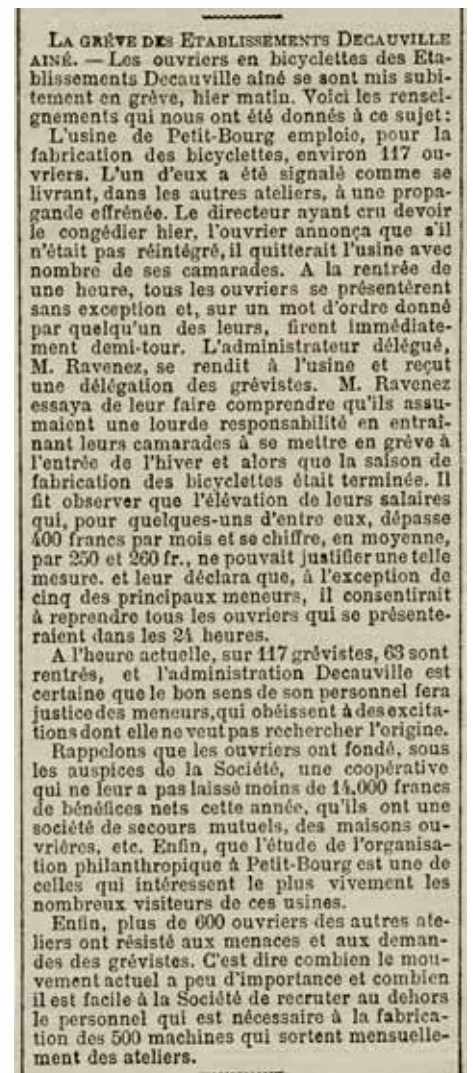 LA GRÊVE DES ETABLISSEMENTS DECAUVILLE
AINÉ. — Les ouvriers en bicyclettes des Eta-
blissements Decauville aîné se sont mis subi-
tement en grève, hier matin. Voici les rensei-
gnements qui nous ont été donnés à ce sujet:
L'usine de Petit-Bourg emploie, pour la
fabrication des bicyclettes, environ 117 ou-
vriers. L'un d'eux a été signalé comme se
livrant, dans les autres ateliers, à une propa-
gande effrénée. Le directeur ayant cru devoir
le congédier hier, l'ouvrier annonça que s'il
n'était pas réintégré, il quitterait l'usine avec
nombre de ses camarades. A la rentrée de
une heure, tous les ouvriers se présentèrent
sans exception et, sur un mot d'ordre donné
par quelqu'un des leurs, firent immédiate-
ment demi-tour. L'administrateur délégué,
M. Ravenez, se rendit à l'usine et reçut
une délégation des grévistes. M. Ravenez
essaya de leur faire comprendre qu'ils assu-
maient une lourde responsabilité en entraî-
nant leurs camarades à se mettre en grève à
l'entrée de l'hiver et alors que la saison de
fabrication des bicyclettes était terminée. Il
fit observer que l'élévation de leurs salaires
qui, pour quelques-uns d'entre eux, dépasse
400 francs par mois et se chiffre, en moyenne,
par 250 et 260 fr., ne pouvait justifier une telle
mesure. et leur déclara que, à l'exception de
cinq des principaux meneurs, il consentirait
à reprendre tous les ouvriers qui se présente-
raient dans les 24 heures.
A l'heure actuelle, sur 117 grévistes, 63 sont
rentrés, et l'administration Decauville est
certaine que le bon sens de son personnel fera
justice des meneurs, qui obéissent à des excita-
tions dont elle ne veut pas rechercher l'origine.
Rappelons que les ouvriers ont fondé, sous
les auspices de la Société, une coopérative
qui ne leur a pas laissé moins de 14,000 francs
de bénéfices nets cette année, qu'ils ont une
société de secours mutuels, des maisons ou-
vrières, etc. Enfin, que l'étude de l'organisa-
tion philanthropique à Petit-Bourg est une de
celles qui intéressent le plus vivement les
nombreux visiteurs de ces usines.
Enfin, plus de 600 ouvriers des autres ate-
liers ont résisté aux menaces et aux deman-
des des grévistes. C'est dire combien le mou-
vement actuel a peu d'importance et combien
il est facile à la Société de recruter au dehors
le personnel qui est nécessaire à la fabrica-
tion des 500 machines qui sortent mensuelle-
ment des ateliers.